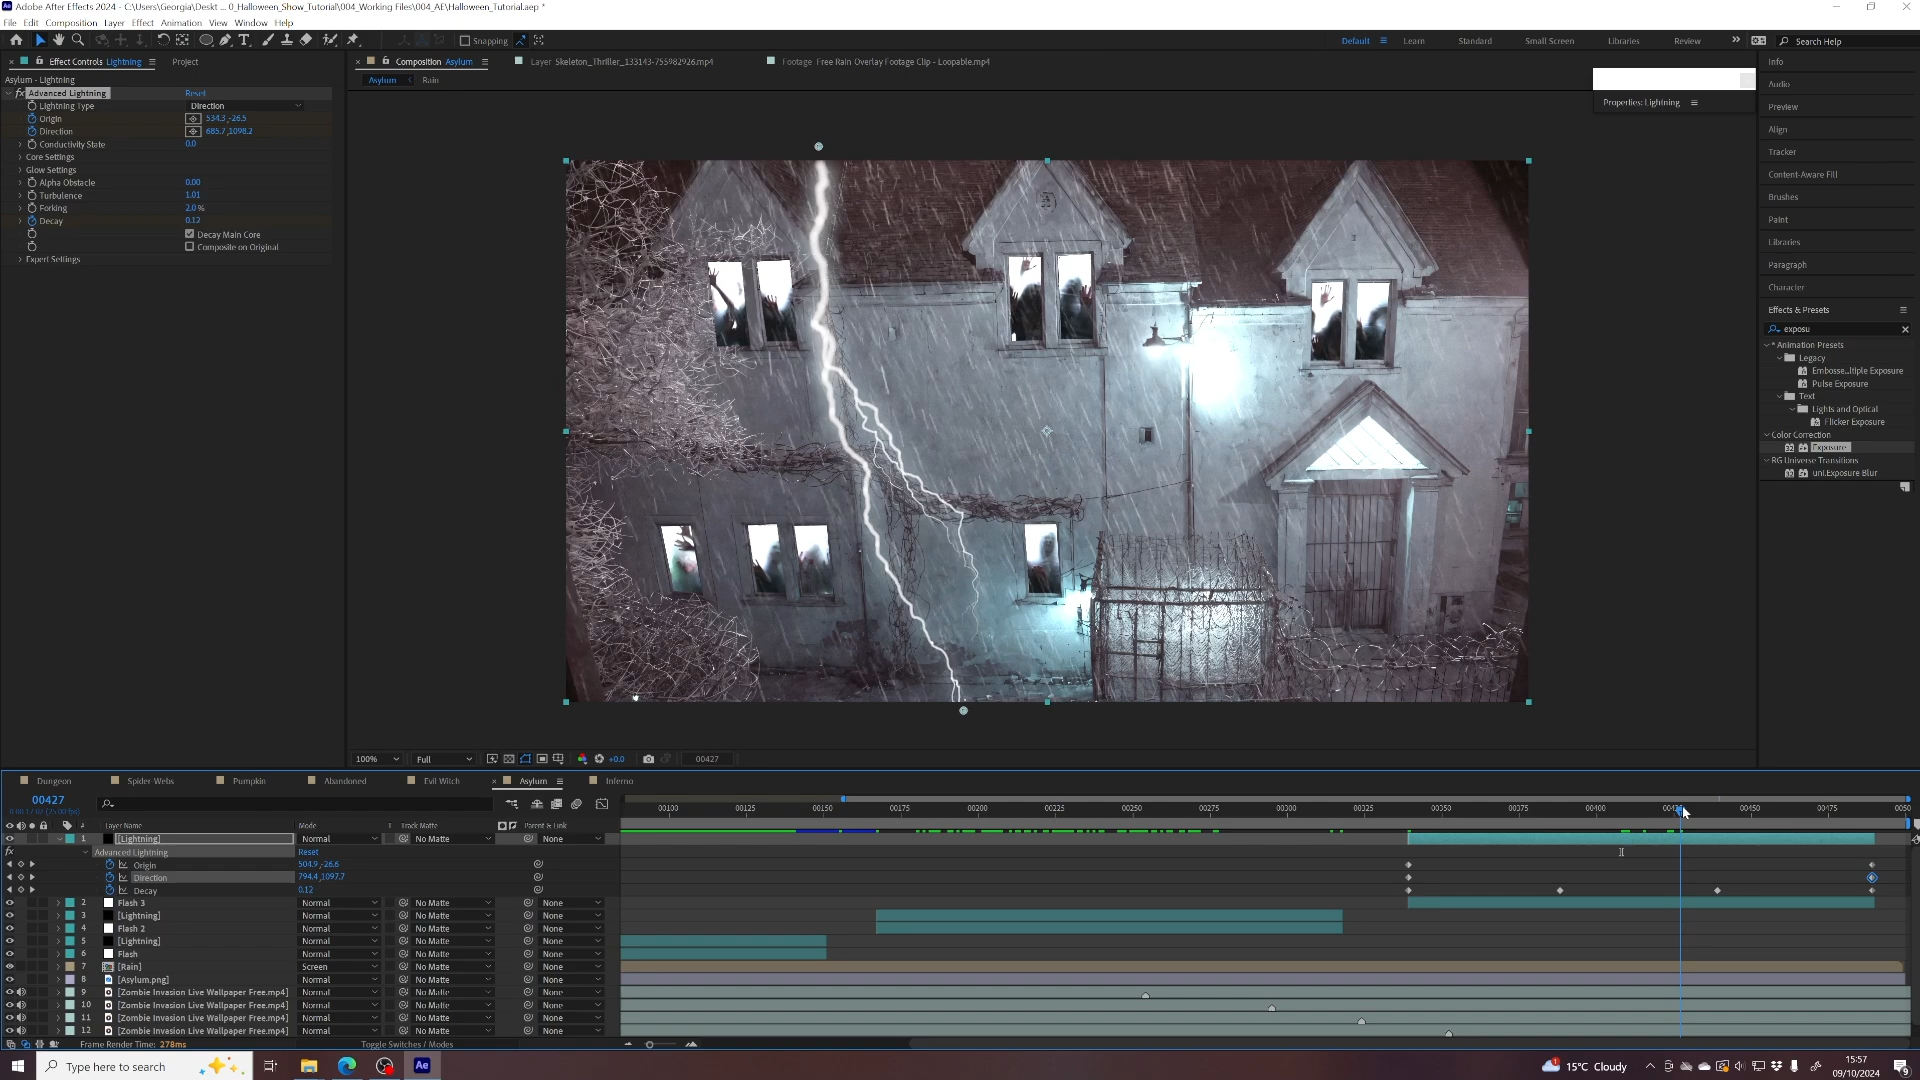 Adobe After Effects 2024 - C:\Users\Georgia\Deskt ... 0_Halloween_Show_Tutorial\004_Working Files\004_AE\Halloween_Tutorial.aep *
File Edit Composition Layer Effect Animation View Window Help
Snapping
Default Learn Standard Small Screen Libraries Review Search Help
Effect Controls Lightning Project
Asylum - Lightning
fx Advanced Lightning Reset
Lightning Type Direction
Origin 534.3,-26.5
Direction 685.7,1098.2
Conductivity State 0.0
Core Settings
Glow Settings
Alpha Obstacle 0.00
Turbulence 1.01
Forking 2.0 %
Decay 0.12
Decay Main Core
Composite on Original
Expert Settings
Composition Asylum Layer Skeleton_Thriller_133143-755982926.mp4 Footage Free Rain Overlay Footage Clip - Loopable.mp4
Asylum Rain
Properties: Lightning
Info
Audio
Preview
Align
Tracker
Content-Aware Fill
Brushes
Paint
Libraries
Paragraph
Character
Effects & Presets
exposu
* Animation Presets
Legacy
Embosse...ltiple Exposure
Pulse Exposure
Text
Lights and Optical
Flicker Exposure
Color Correction
Exposure
RG Universe Transitions
uni.Exposure Blur
100% Full +0.0 00427
Dungeon Spider-Webs Pumpkin Abandoned Evil Witch Asylum Inferno
00427
00100 00125 00150 00175 00200 00225 00250 00275 00300 00325 00350 00375 00400 00450 00475
# Layer Name Mode T Track Matte Parent & Link
1 [Lightning] Normal No Matte None
fx Advanced Lightning Reset
Origin 504.9,-26.6
Direction 794.4,1097.7
Decay 0.12
2 Flash 3 Normal No Matte None
3 [Lightning] Normal No Matte None
4 Flash 2 Normal No Matte None
5 [Lightning] Normal No Matte None
6 Flash Normal No Matte None
7 [Rain] Screen No Matte None
8 [Asylum.png] Normal No Matte None
9 [Zombie Invasion Live Wallpaper Free.mp4] Normal No Matte None
10 [Zombie Invasion Live Wallpaper Free.mp4] Normal No Matte None
11 [Zombie Invasion Live Wallpaper Free.mp4] Normal No Matte None
12 [Zombie Invasion Live Wallpaper Free.mp4] Normal No Matte None
Frame Render Time: 278ms Toggle Switches / Modes
Type here to search
15°C Cloudy
15:57
09/10/2024